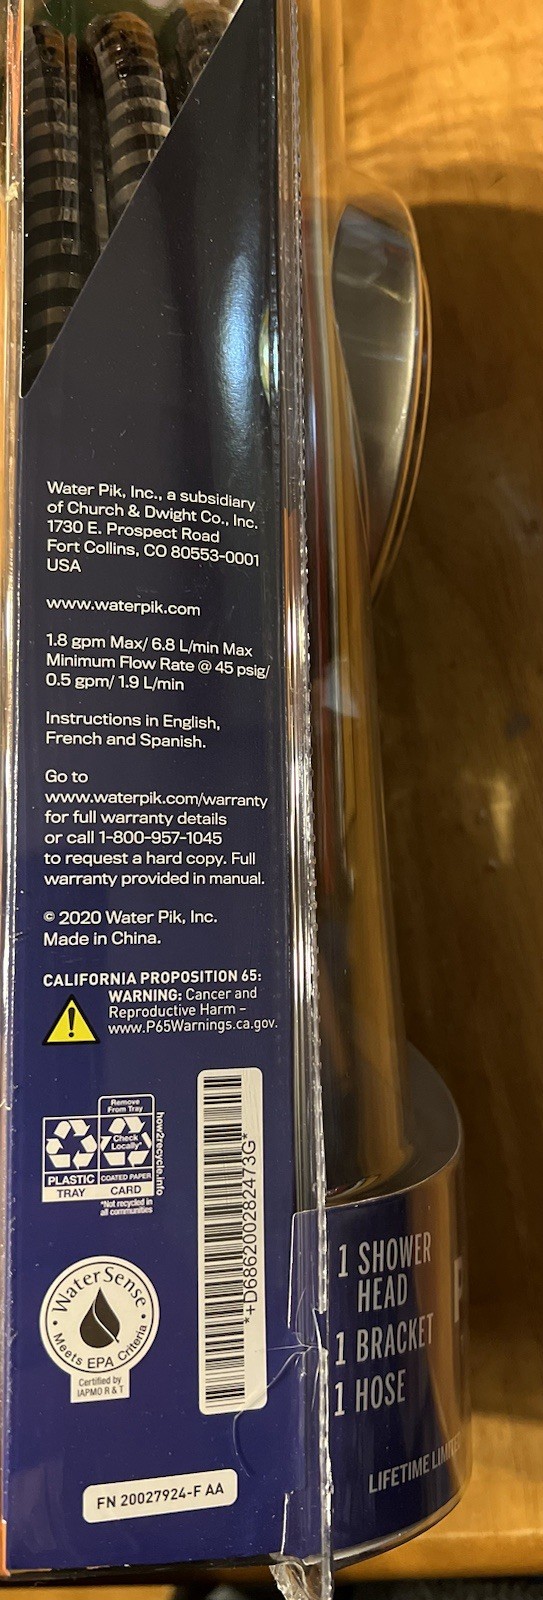 Water Pik, Inc., a subsidiary
of Church & Dwight Co., Inc.
1730 E. Prospect Road
Fort Collins, CO 80553-0001
USA
www.waterpik.com
1.8 gpm Max/ 6.8 L/min Max
Minimum Flow Rate @ 45 psig/
0.5 gpm/ 1.9 L/min
Instructions in English,
French and Spanish.
Go to
www.waterpik.com/warranty
for full warranty details
or call 1-800-957-1045
to request a hard copy. Full
warranty provided in manual.
© 2020 Water Pik, Inc.
Made in China.
CALIFORNIA PROPOSITION 65:
WARNING: Cancer and
Reproductive Harm –
www.P65Warnings.ca.gov.
Remove
From Tray
Check
Locally*
PLASTIC
TRAY
COATED PAPER
CARD
*Not recycled in
all communities
how2recycle.info
*+D686200282473G*
WaterSense
Meets EPA Criteria
Certified by
IAPMO R & T
FN 20027924-F AA
1 SHOWER
HEAD
1 BRACKET
1 HOSE
LIFETIME